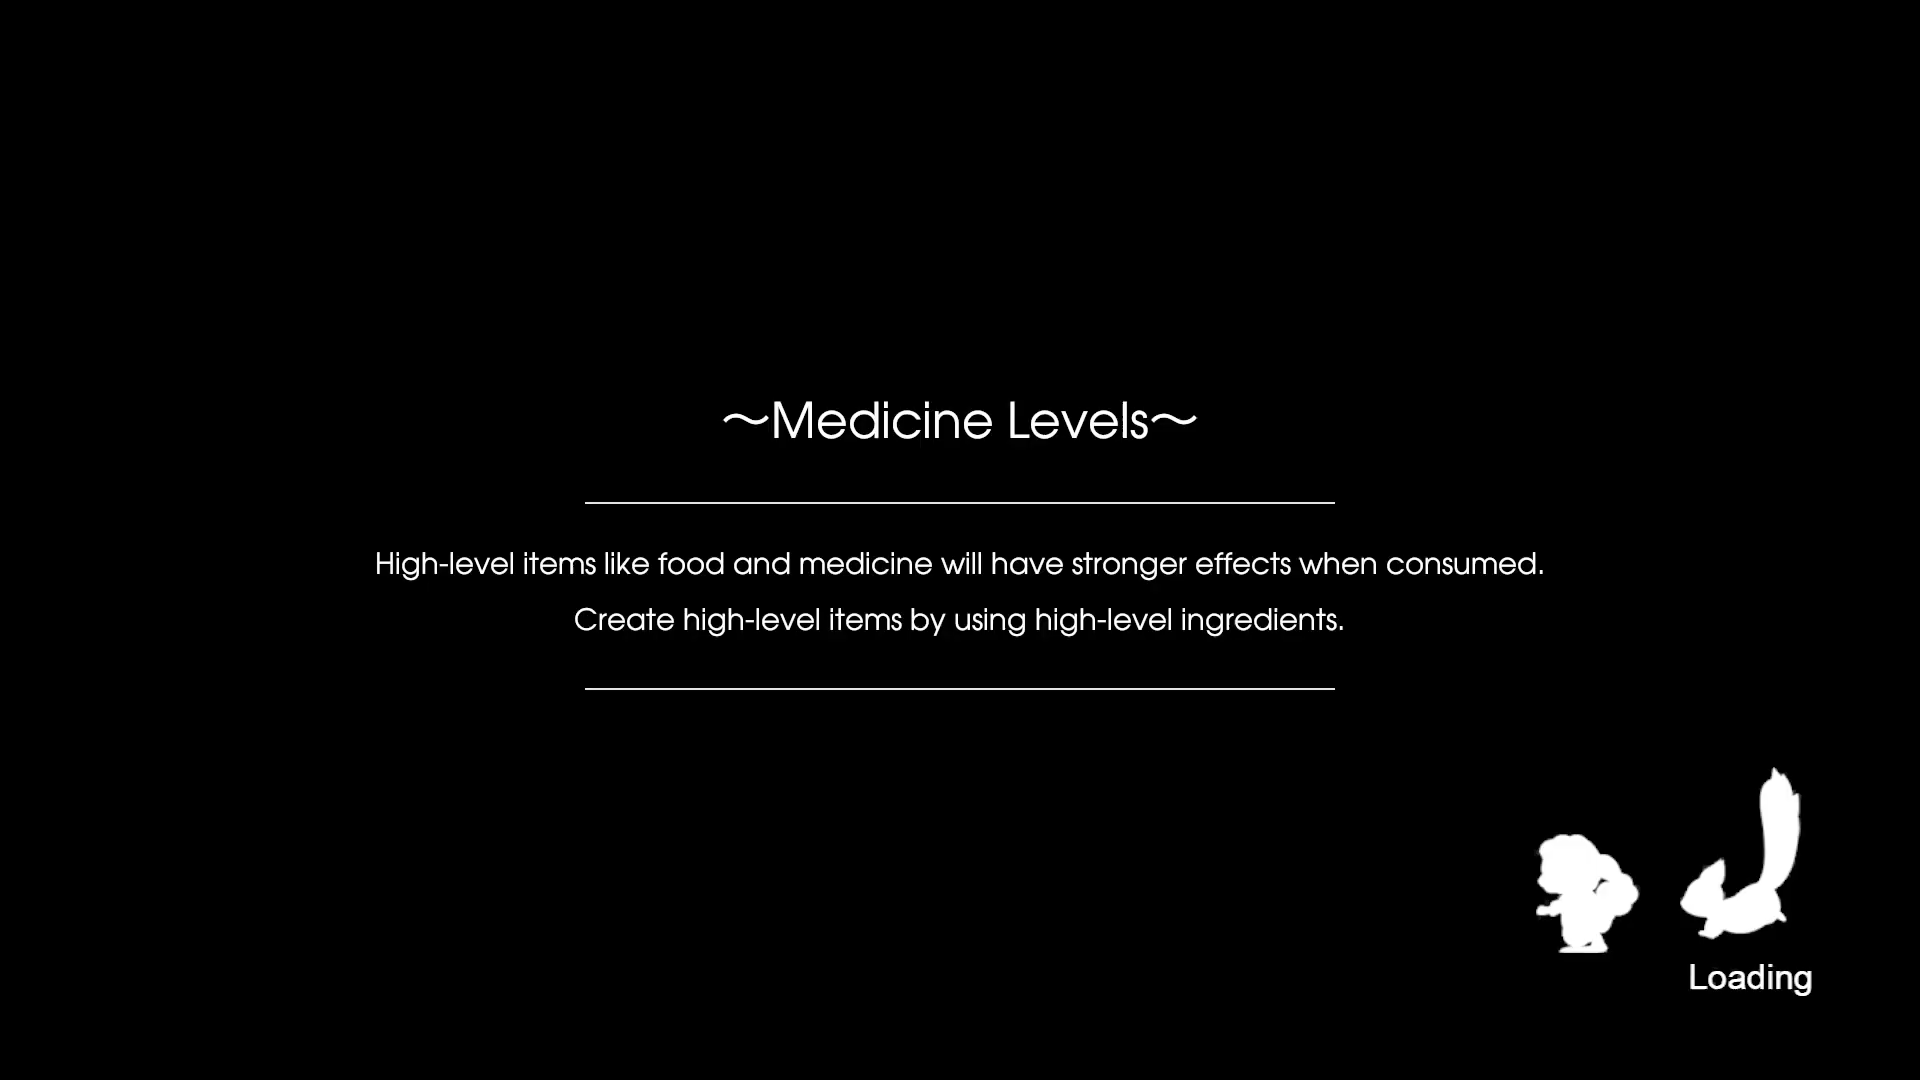 ～Medicine Levels～
High-level items like food and medicine will have stronger effects when consumed.
Create high-level items by using high-level ingredients.
Loading